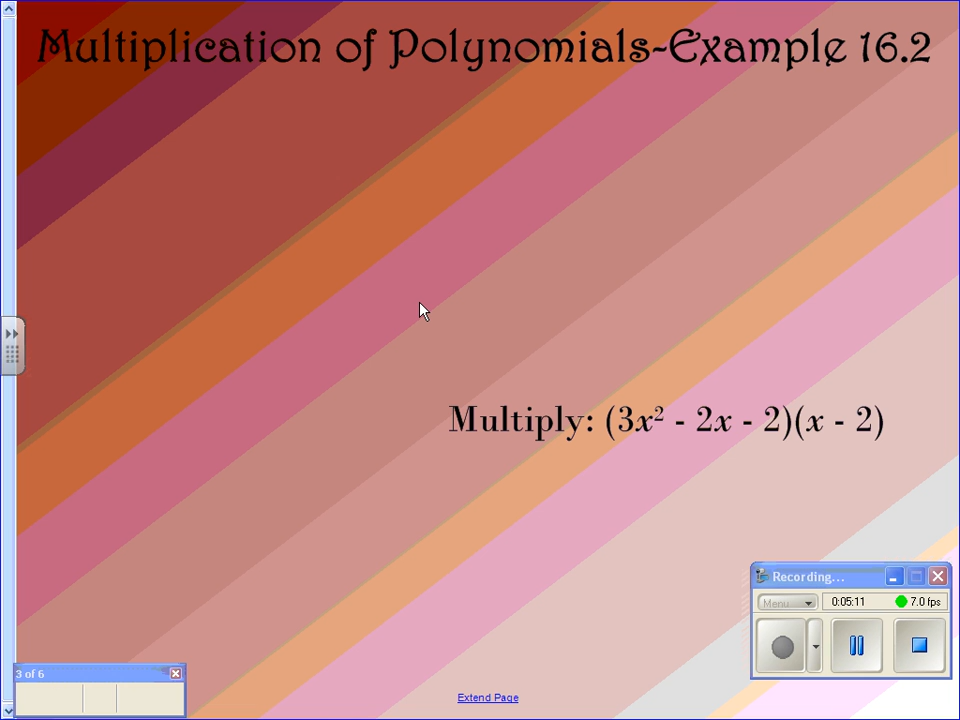 Multiplication of Polynomials-Example 16.2
Multiply: (3x² - 2x - 2)(x - 2)
Recording...
Menu
0:05:11
7.0 fps
3 of 6
Extend Page